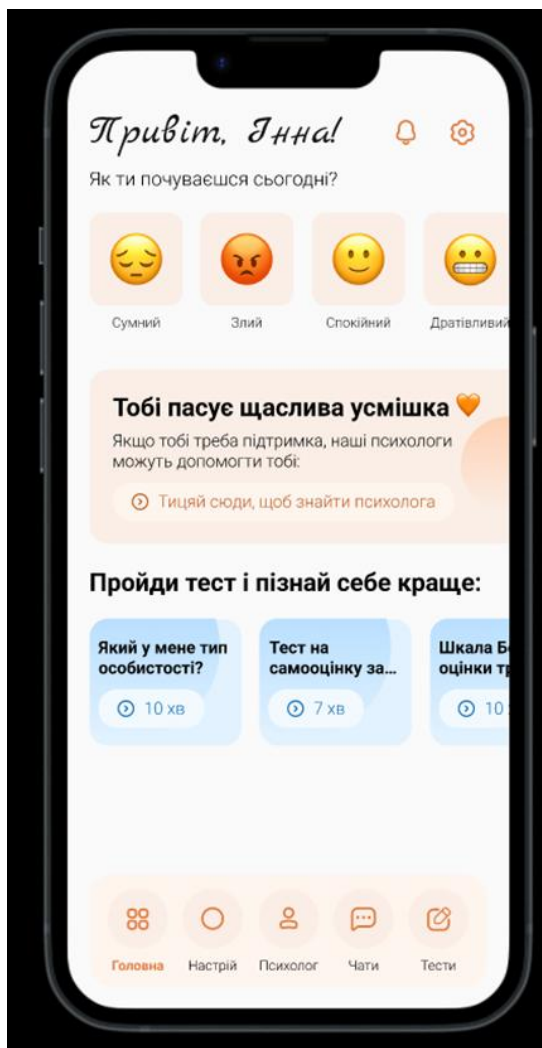 Привіт, Інна!
Як ти почуваєшся сьогодні?
Сумний
Злий
Спокійний
Дратівливий
Тобі пасує щаслива усмішка 🧡
Якщо тобі треба підтримка, наші психологи
можуть допомогти тобі:
Тицяй сюди, щоб знайти психолога
Пройди тест і пізнай себе краще:
Який у мене тип
особистості?
10 хв
Тест на
самооцінку за...
7 хв
Шкала
оцінки
10
Головна
Настрій
Психолог
Чати
Тести